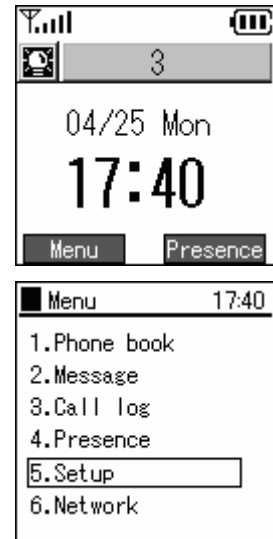 3
04/25 Mon
17:40
Menu Presence
Menu 17:40
1.Phone book
2.Message
3.Call log
4.Presence
5.Setup
6.Network